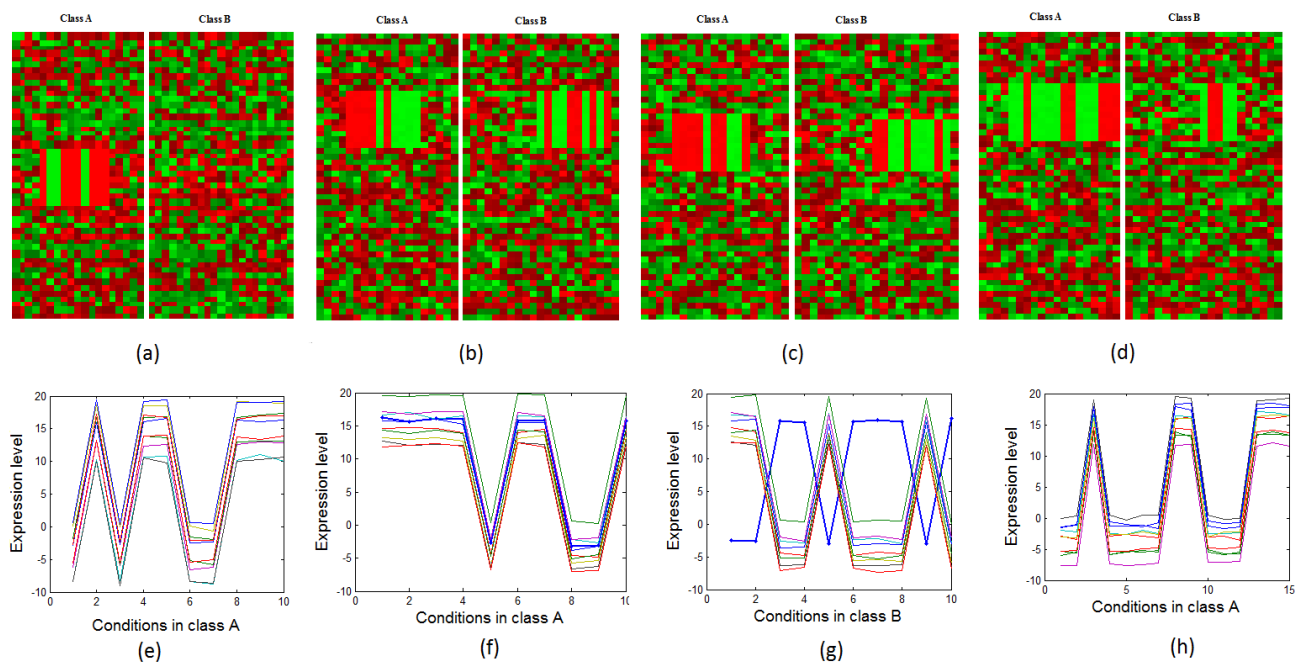 Class A Class B Class A Class B Class A Class B Class A Class B
(a) (b) (c) (d)
20 20 20 20
15 15 15 15
10 10 10 10
5 5 5 5
0 0 0 0
-5 -5 -5 -5
-10 -10 -10 -10
0 2 4 6 8 10 0 2 4 6 8 10 0 2 4 6 8 10 0 5 10 15
Expression level Expression level Expression level Expression level
Conditions in class A Conditions in class A Conditions in class B Conditions in class A
(e) (f) (g) (h)